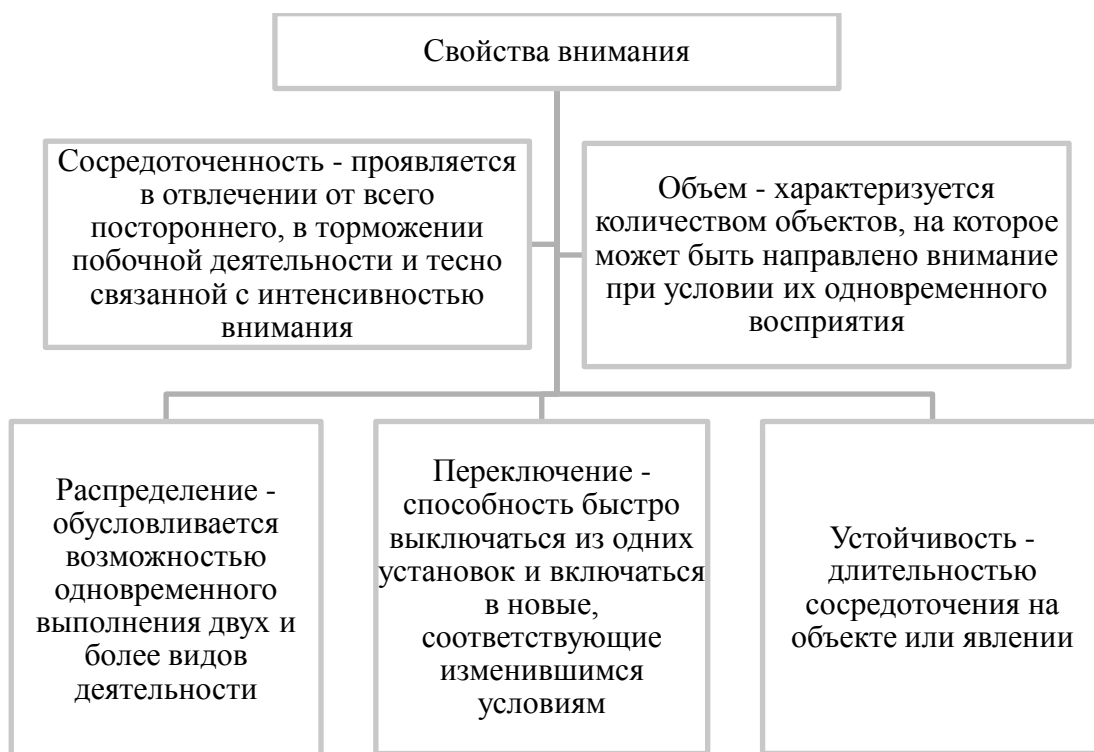 Свойства внимания
Сосредоточенность - проявляется
в отвлечении от всего
постороннего, в торможении
побочной деятельности и тесно
связанной с интенсивностью
внимания
Объем - характеризуется
количеством объектов, на которое
может быть направлено внимание
при условии их одновременного
восприятия
Распределение -
обусловливается
возможностью
одновременного
выполнения двух и
более видов
деятельности
Переключение -
способность быстро
выключаться из одних
установок и включаться
в новые,
соответствующие
изменившимся
условиям
Устойчивость -
длительностью
сосредоточения на
объекте или явлении